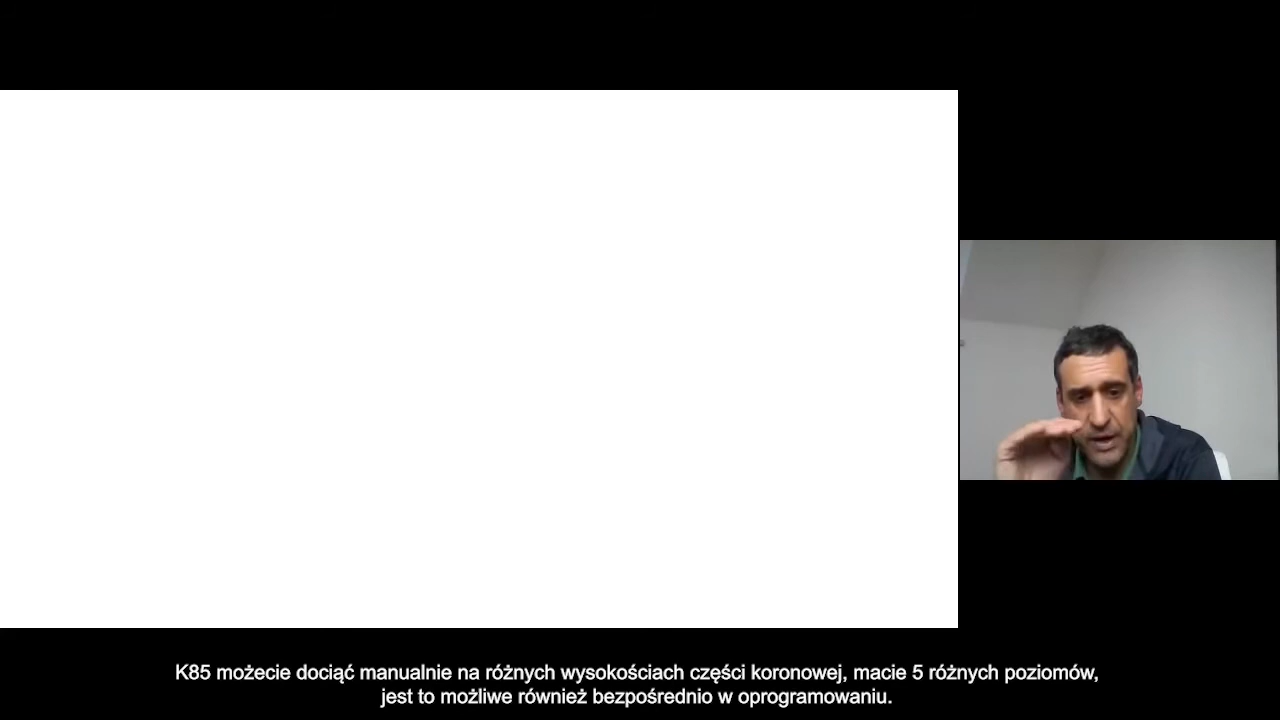 K85 możecie dociąć manualnie na różnych wysokościach części koronowej, macie 5 różnych poziomów,
jest to możliwe również bezpośrednio w oprogramowaniu.